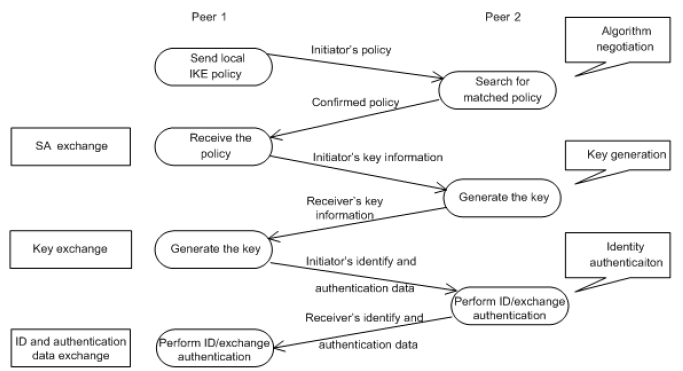 Peer 1
Peer 2
Algorithm
negotiation
Send local
IKE policy
Initiator's policy
Search for
matched policy
Confirmed policy
SA exchange
Receive the
policy
Initiator's key information
Key generation
Generate the key
Receiver`s key
information
Key exchange
Generate the key
Initiator's identify and
authentication data
Identity
authenticaiton
Perform ID/exchange
authentication
Receiver's identify and
authentication data
ID and authentication
data exchange
Perform ID/exchange
authentication